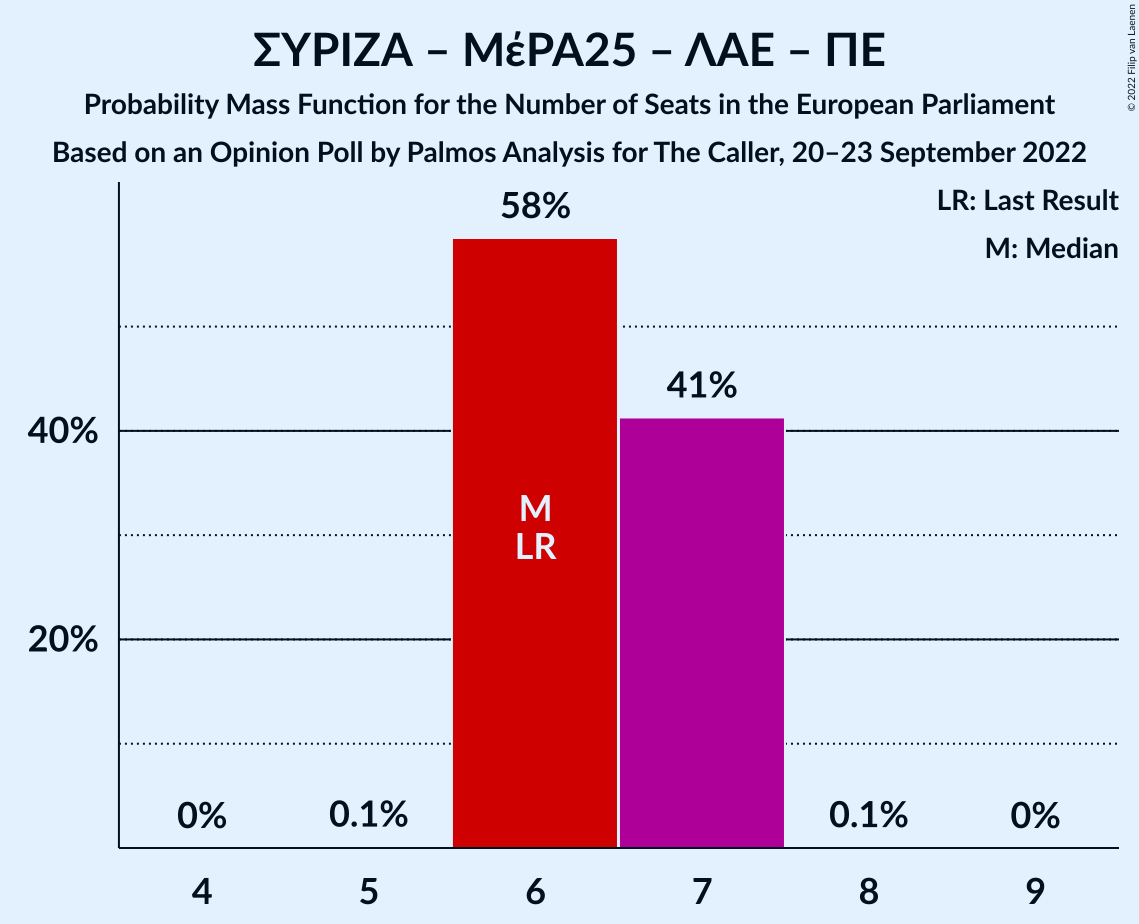 ΣΥΡΙΖΑ – ΜέΡΑ25 – ΛΑΕ – ΠΕ
Probability Mass Function for the Number of Seats in the European Parliament
Based on an Opinion Poll by Palmos Analysis for The Caller, 20–23 September 2022
© 2022 Filip van Laenen
LR: Last Result
M: Median
58%
41%
40%
M
LR
20%
0%
0.1%
0.1%
0%
4
5
6
7
8
9